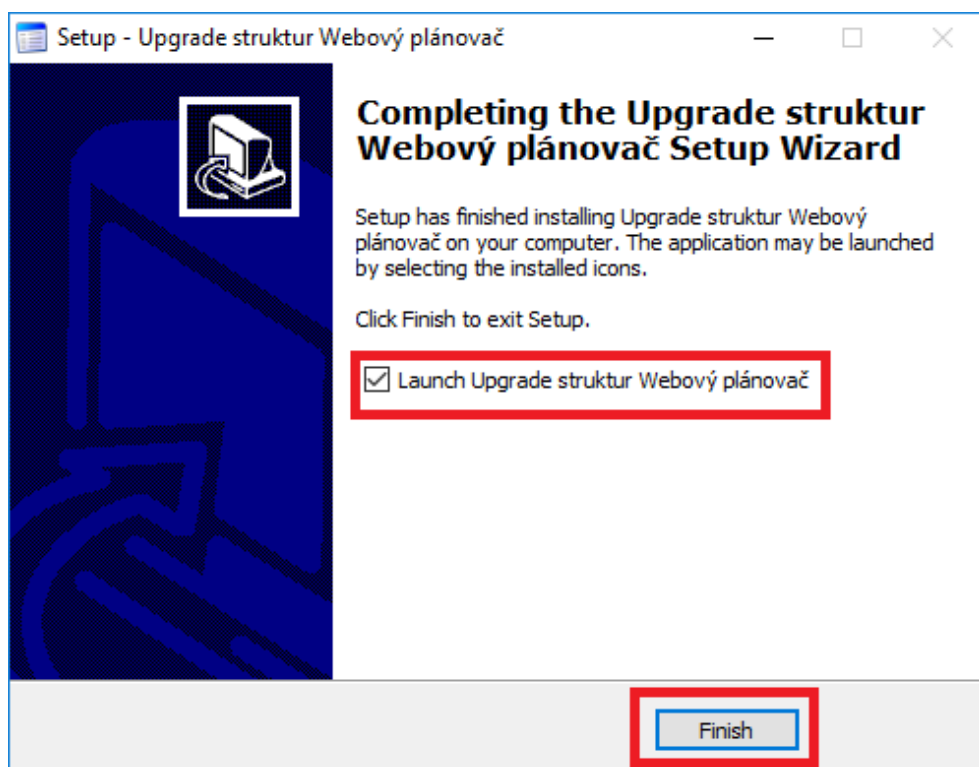 Setup - Upgrade struktur Webový plánovač
Completing the Upgrade struktur
Webový plánovač Setup Wizard
Setup has finished installing Upgrade struktur Webový
plánovač on your computer. The application may be launched
by selecting the installed icons.
Click Finish to exit Setup.
Launch Upgrade struktur Webový plánovač
Finish